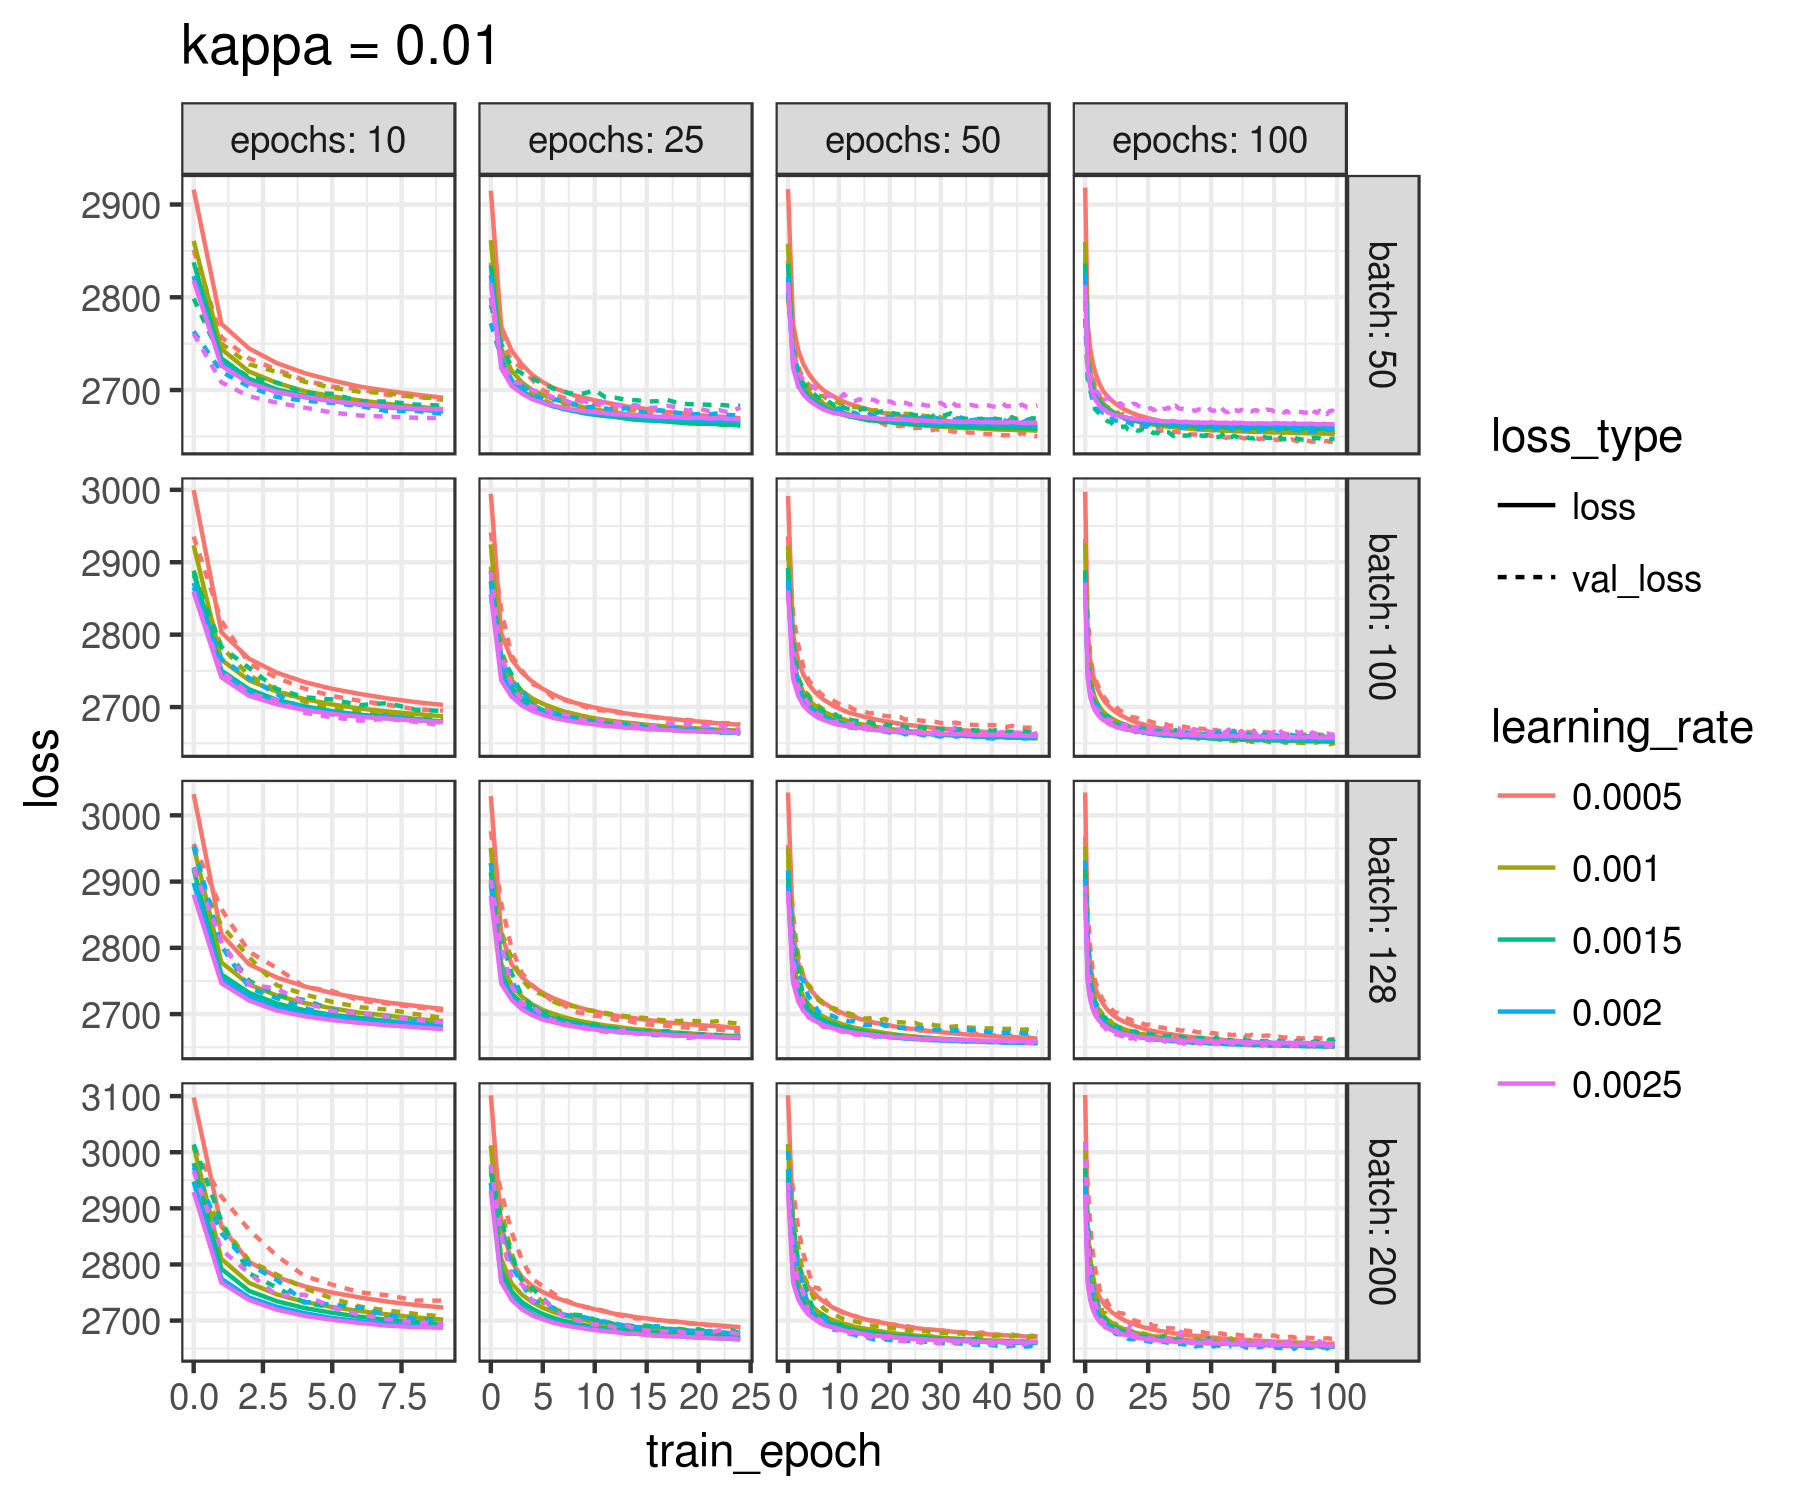 kappa = 0.01
epochs: 10 epochs: 25 epochs: 50 epochs: 100
2900
2800
2700
batch: 50
3000
2900
2800
2700
batch: 100
3000
2900
2800
2700
batch: 128
3100
3000
2900
2800
2700
batch: 200
0.0 2.5 5.0 7.5 0 5 10 15 20 25 0 10 20 30 40 50 0 25 50 75 100
train_epoch
loss
loss_type
loss
val_loss
learning_rate
0.0005
0.001
0.0015
0.002
0.0025